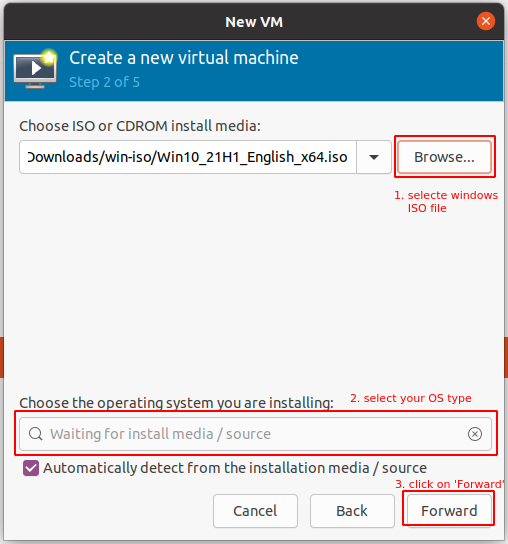 New VM
Create a new virtual machine
Step 2 of 5
Choose ISO or CDROM install media:
Downloads/win-iso/Win10_21H1_English_x64.iso
Browse...
1. selecte windows
ISO file
Choose the operating system you are installing:
2. select your OS type
Waiting for install media / source
Automatically detect from the installation media / source
3. click on 'Forward'
Cancel
Back
Forward